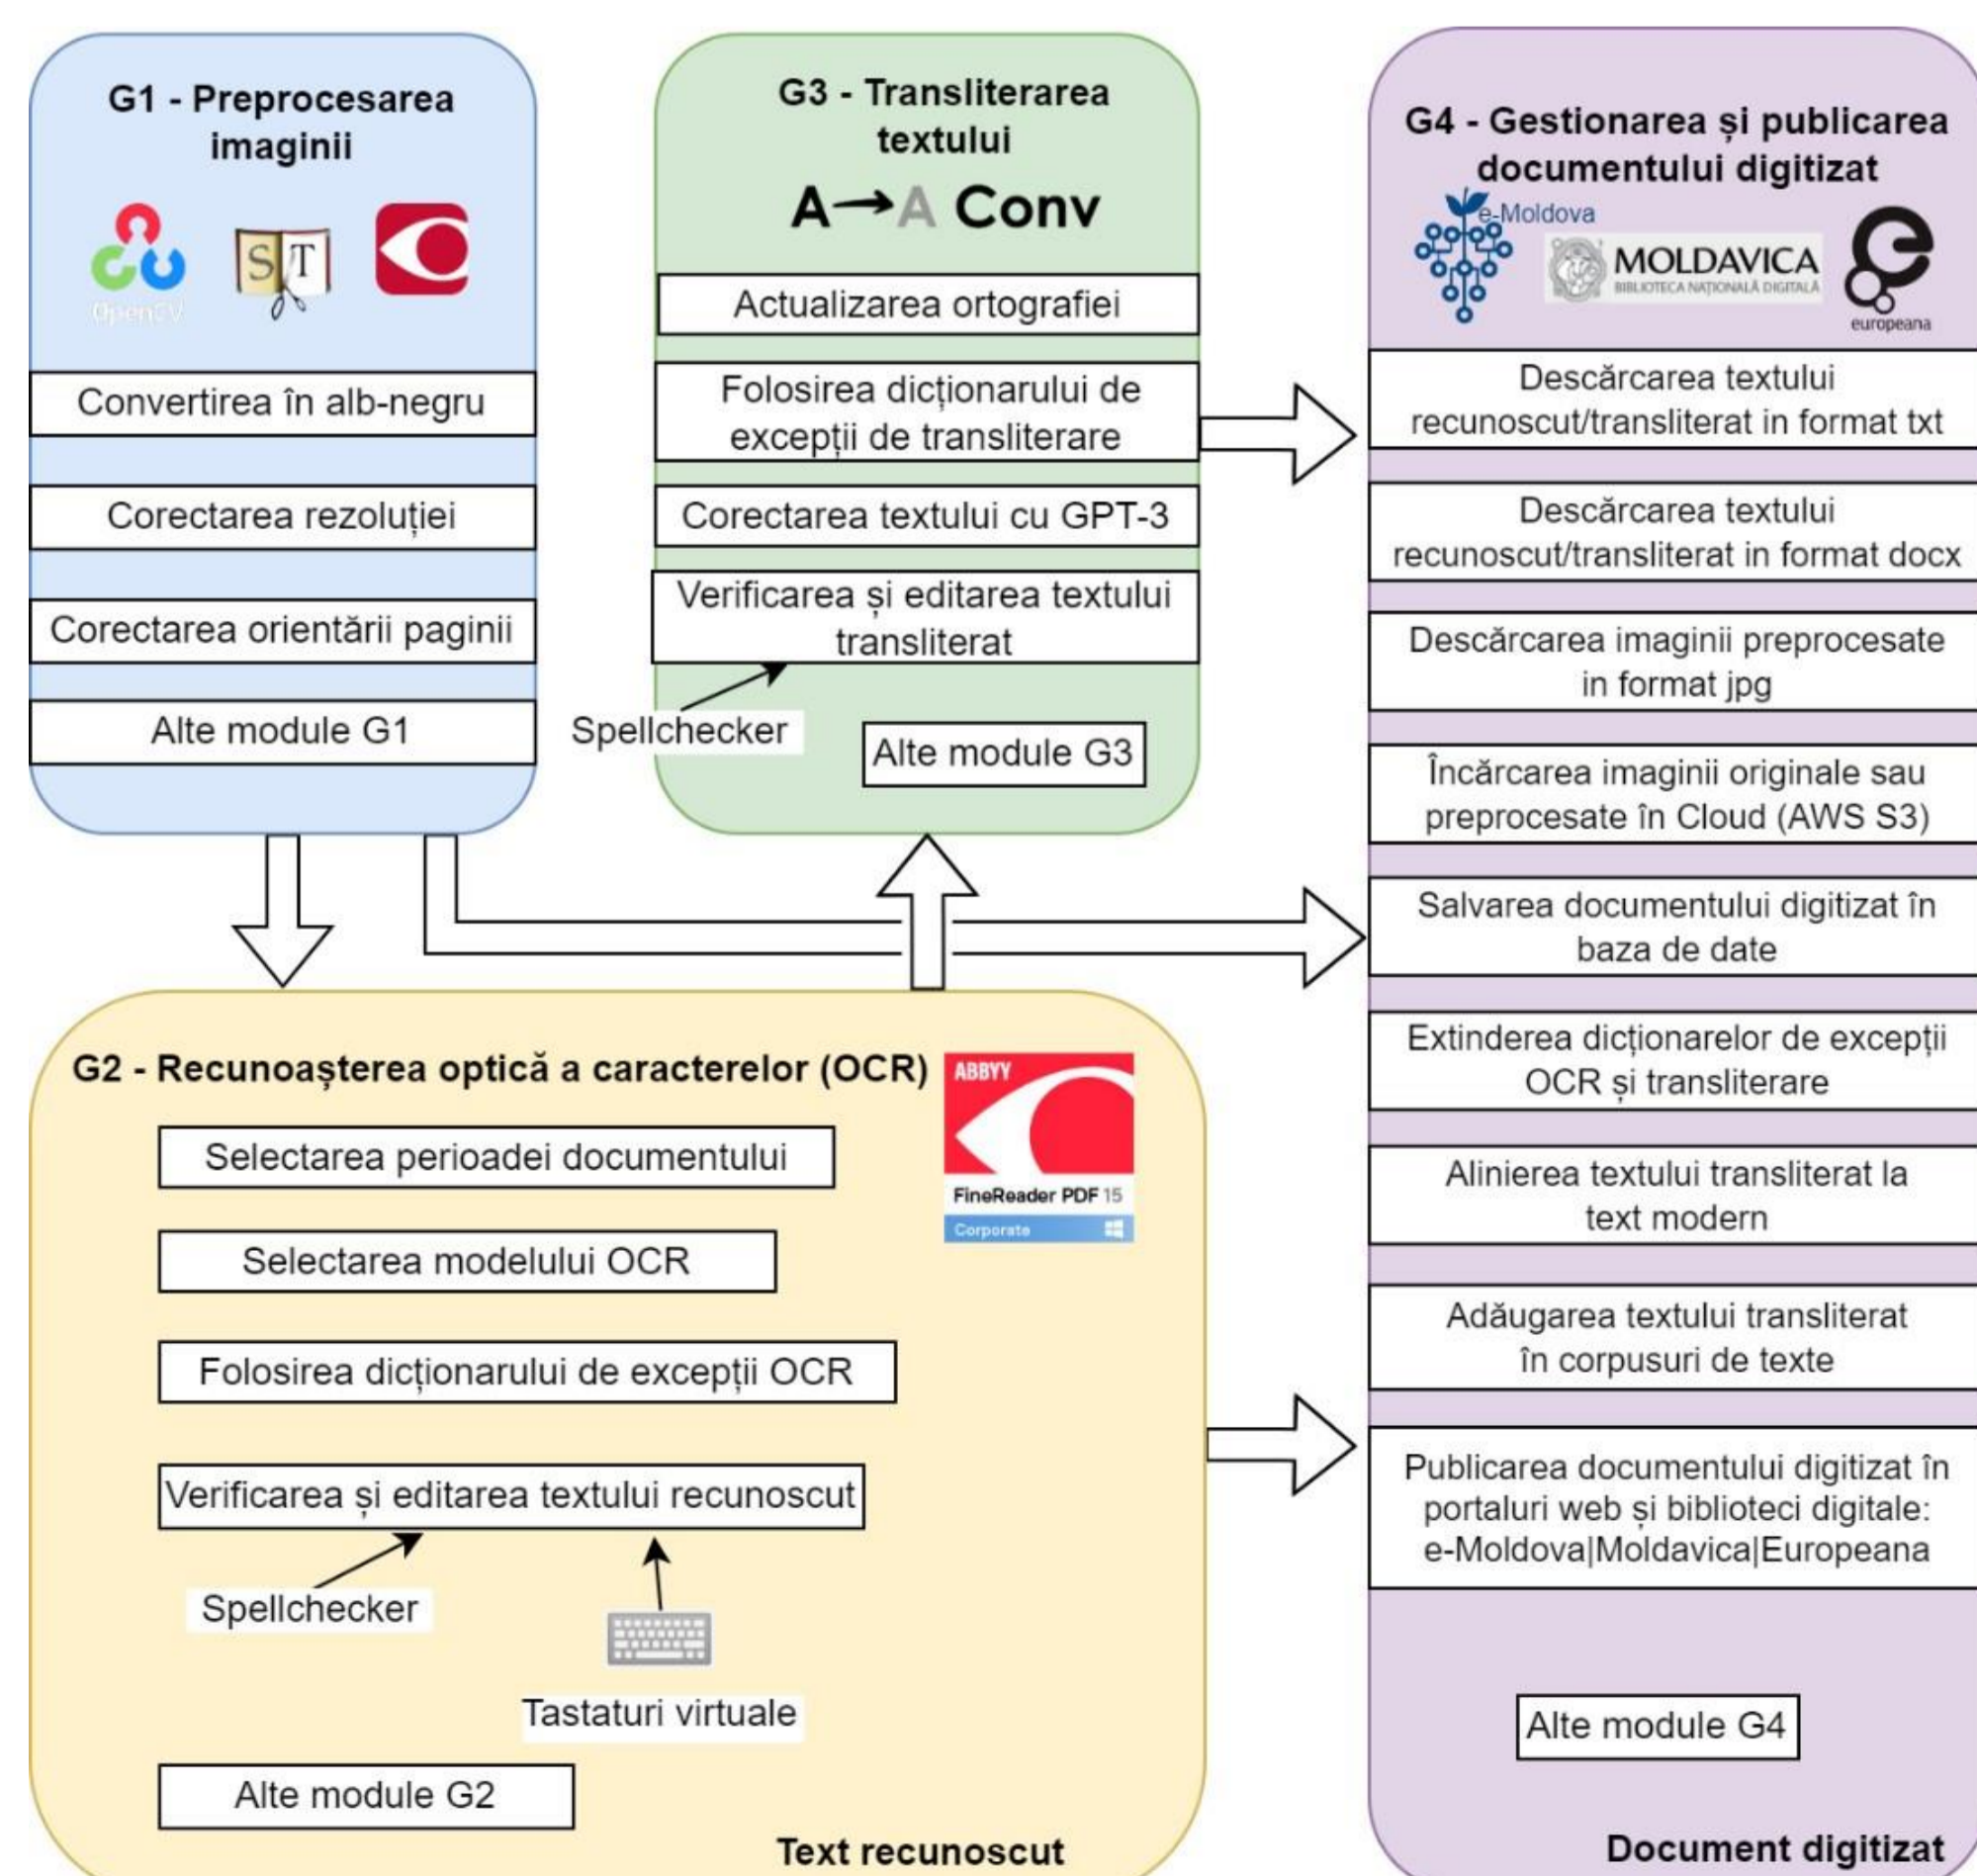 G1 - Preprocesarea
imaginii
OpenCV
S T
Convertirea în alb-negru
Corectarea rezoluției
Corectarea orientării paginii
Alte module G1
G3 - Transliterarea
textului
A→A Conv
Actualizarea ortografiei
Folosirea dicționarului de
excepții de transliterare
Corectarea textului cu GPT-3
Verificarea și editarea textului
transliterat
Spellchecker
Alte module G3
G2 - Recunoașterea optică a caracterelor (OCR)
ABBYY
FineReader PDF 15
Corporate
Selectarea perioadei documentului
Selectarea modelului OCR
Folosirea dicționarului de excepții OCR
Verificarea și editarea textului recunoscut
Spellchecker
Tastaturi virtuale
Alte module G2
Text recunoscut
G4 - Gestionarea și publicarea
documentului digitizat
e-Moldova
MOLDAVICA
BIBLIOTECA NAȚIONALĂ DIGITALĂ
e
europeana
Descărcarea textului
recunoscut/transliterat in format txt
Descărcarea textului
recunoscut/transliterat in format docx
Descărcarea imaginii preprocesate
in format jpg
Încărcarea imaginii originale sau
preprocesate în Cloud (AWS S3)
Salvarea documentului digitizat în
baza de date
Extinderea dicționarelor de excepții
OCR și transliterare
Alinierea textului transliterat la
text modern
Adăugarea textului transliterat
în corpusuri de texte
Publicarea documentului digitizat în
portaluri web și biblioteci digitale:
e-Moldova|Moldavica|Europeana
Alte module G4
Document digitizat